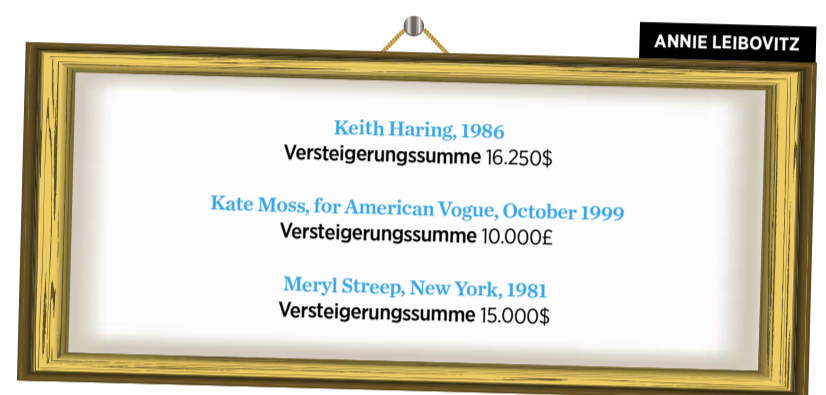 ANNIE LEIBOVITZ
Keith Haring, 1986
Versteigerungssumme 16.250$
Kate Moss, for American Vogue, October 1999
Versteigerungssumme 10.000£
Meryl Streep, New York, 1981
Versteigerungssumme 15.000$